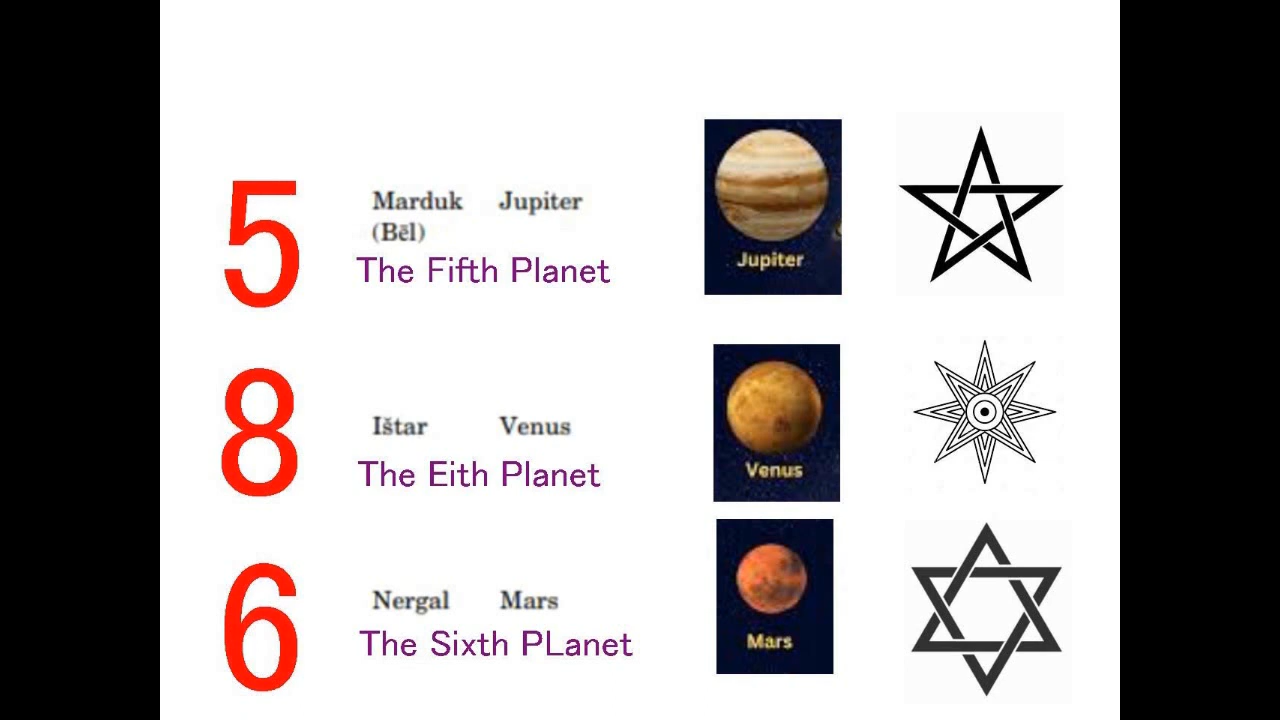 5
Marduk Jupiter
(Bēl)
The Fifth Planet
Jupiter
8
Ištar Venus
The Eith Planet
Venus
6
Nergal Mars
The Sixth PLanet
Mars